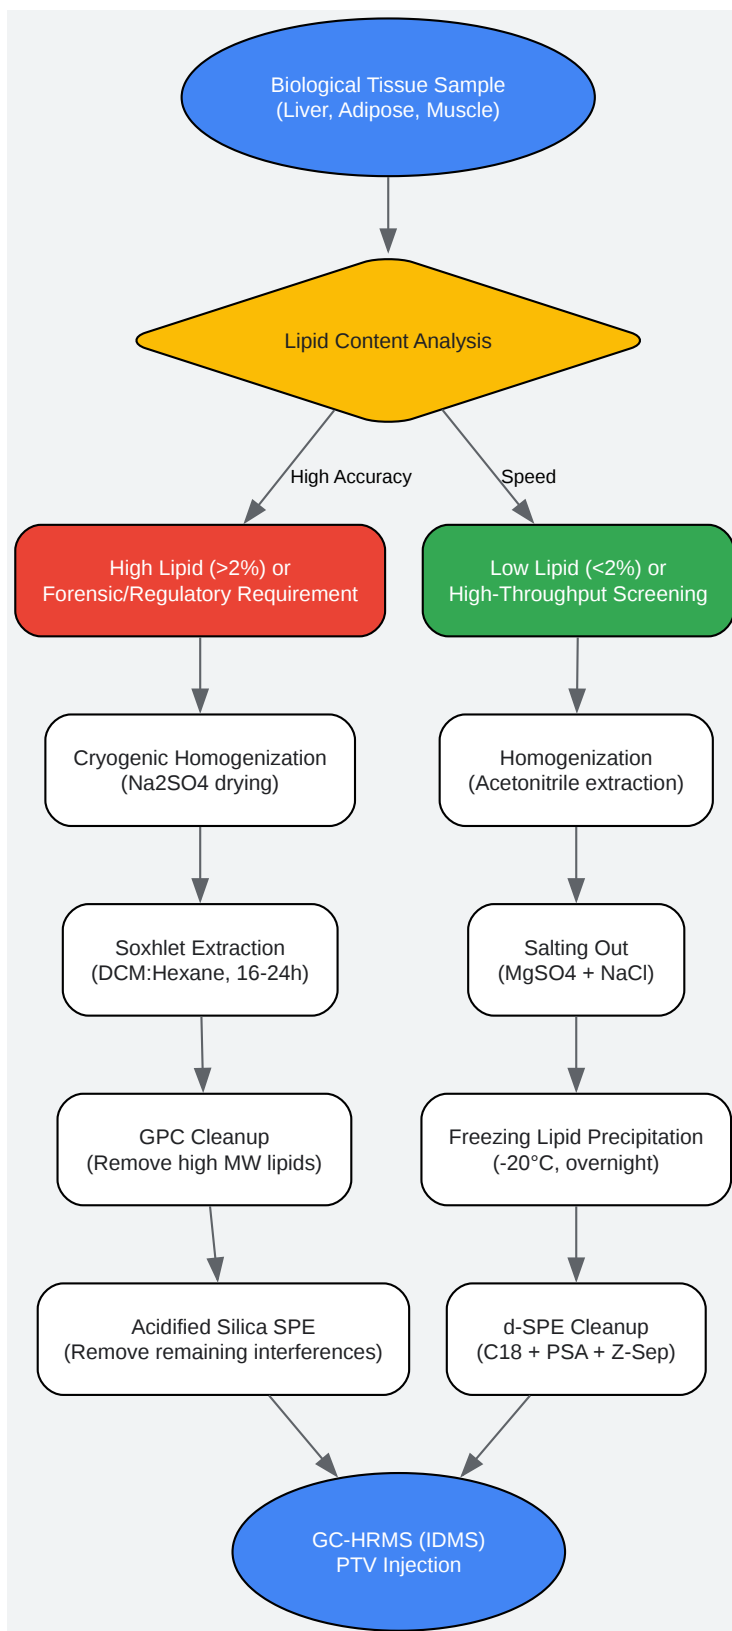 Biological Tissue Sample
(Liver, Adipose, Muscle)
Lipid Content Analysis
High Accuracy
Speed
High Lipid (>2%) or
Forensic/Regulatory Requirement
Low Lipid (<2%) or
High-Throughput Screening
Cryogenic Homogenization
(Na2SO4 drying)
Homogenization
(Acetonitrile extraction)
Soxhlet Extraction
(DCM:Hexane, 16-24h)
Salting Out
(MgSO4 + NaCl)
GPC Cleanup
(Remove high MW lipids)
Freezing Lipid Precipitation
(-20°C, overnight)
Acidified Silica SPE
(Remove remaining interferences)
d-SPE Cleanup
(C18 + PSA + Z-Sep)
GC-HRMS (IDMS)
PTV Injection